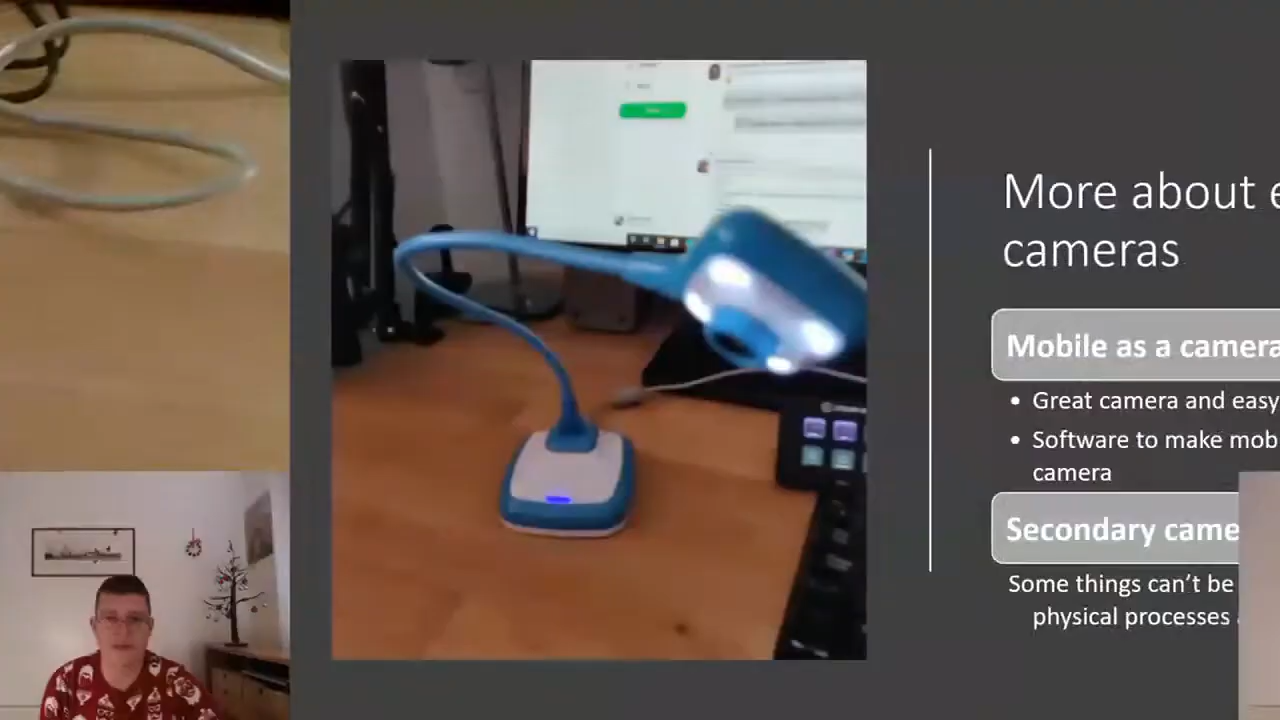 More about e
cameras
Mobile as a camera
• Great camera and easy
• Software to make mob
camera
Secondary came
Some things can’t be
physical processes